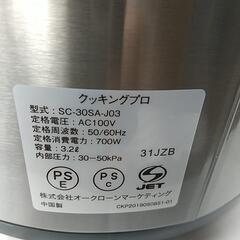 クッキングプロ
型式：SC-30SA-J03
定格電圧：AC100V
定格周波数：50/60Hz
定格消費電力：700W
容量：3.2ℓ
内部圧力：30－50kPa
31JZB
PS
E
PS
C
JET
株式会社オークローンマーケティング
中国製
CKP20190S0851-01